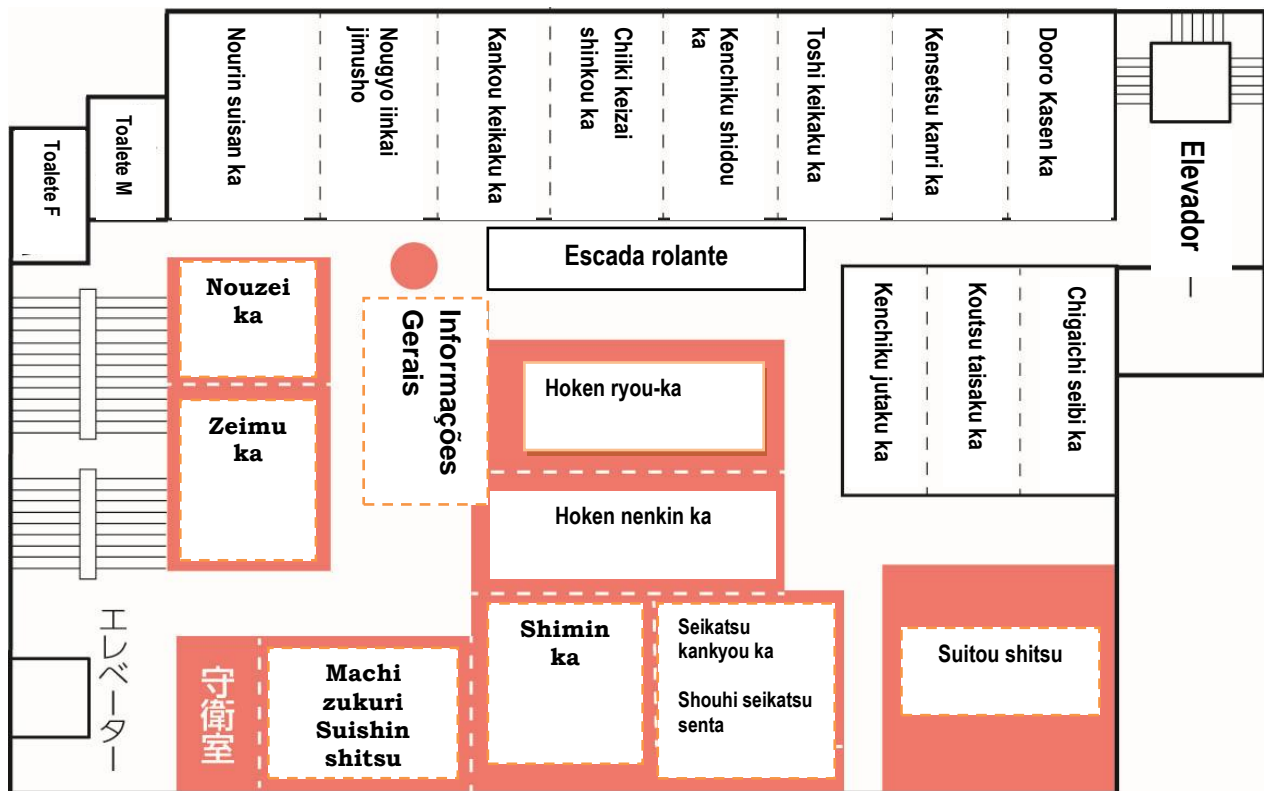 Toalete F
Toalete M
Nourin suisan ka
Nougyo iinkai
jimusho
Kankou keikaku ka
Chiiki keizai
shinkou ka
Kenchiku shidou
ka
Toshi keikaku ka
Kensetsu kanri ka
Dooro Kasen ka
Elevador
ー
Escada rolante
Nouzei
ka
Informações
Gerais
Kenchiku jutaku ka
Koutsu taisaku ka
Chigaichi seibi ka
Hoken ryou-ka
Zeimu
ka
Hoken nenkin ka
エレベーター
守衛室
Machi
zukuri
Suishin
shitsu
Shimin
ka
Seikatsu
kankyou ka
Shouhi seikatsu
senta
Suitou shitsu